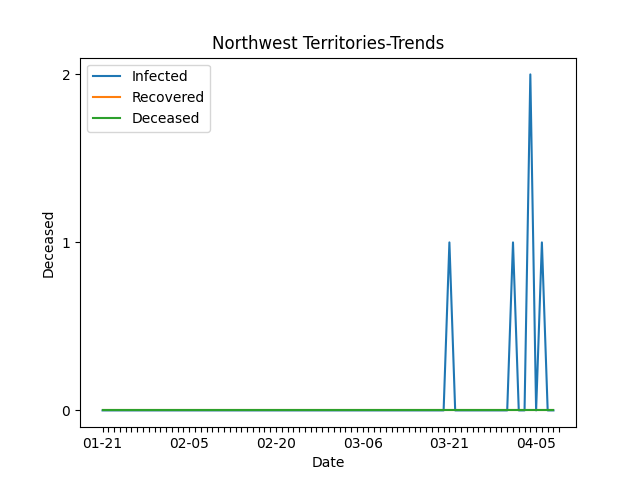 Northwest Territories-Trends
Infected
Recovered
Deceased
Deceased
2
1
0
01-21 02-05 02-20 03-06 03-21 04-05
Date